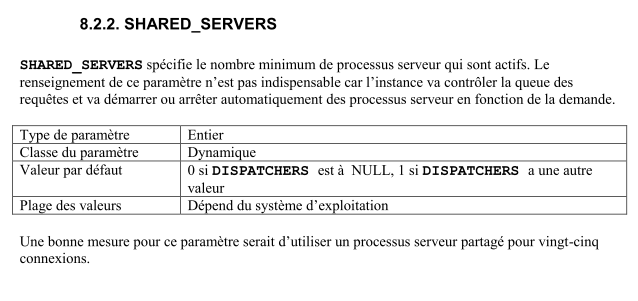 8.2.2. SHARED_SERVERS
SHARED_SERVERS spécifie le nombre minimum de processus serveur qui sont actifs. Le
renseignement de ce paramètre n'est pas indispensable car l'instance va contrôler la queue des
requêtes et va démarrer ou arrêter automatiquement des processus serveur en fonction de la demande.
Type de paramètre Entier
Classe du paramètre Dynamique
Valeur par défaut 0 si DISPATCHERS est à NULL, 1 si DISPATCHERS a une autre
valeur
Plage des valeurs Dépend du système d'exploitation
Une bonne mesure pour ce paramètre serait d'utiliser un processus serveur partagé pour vingt-cinq
connexions.